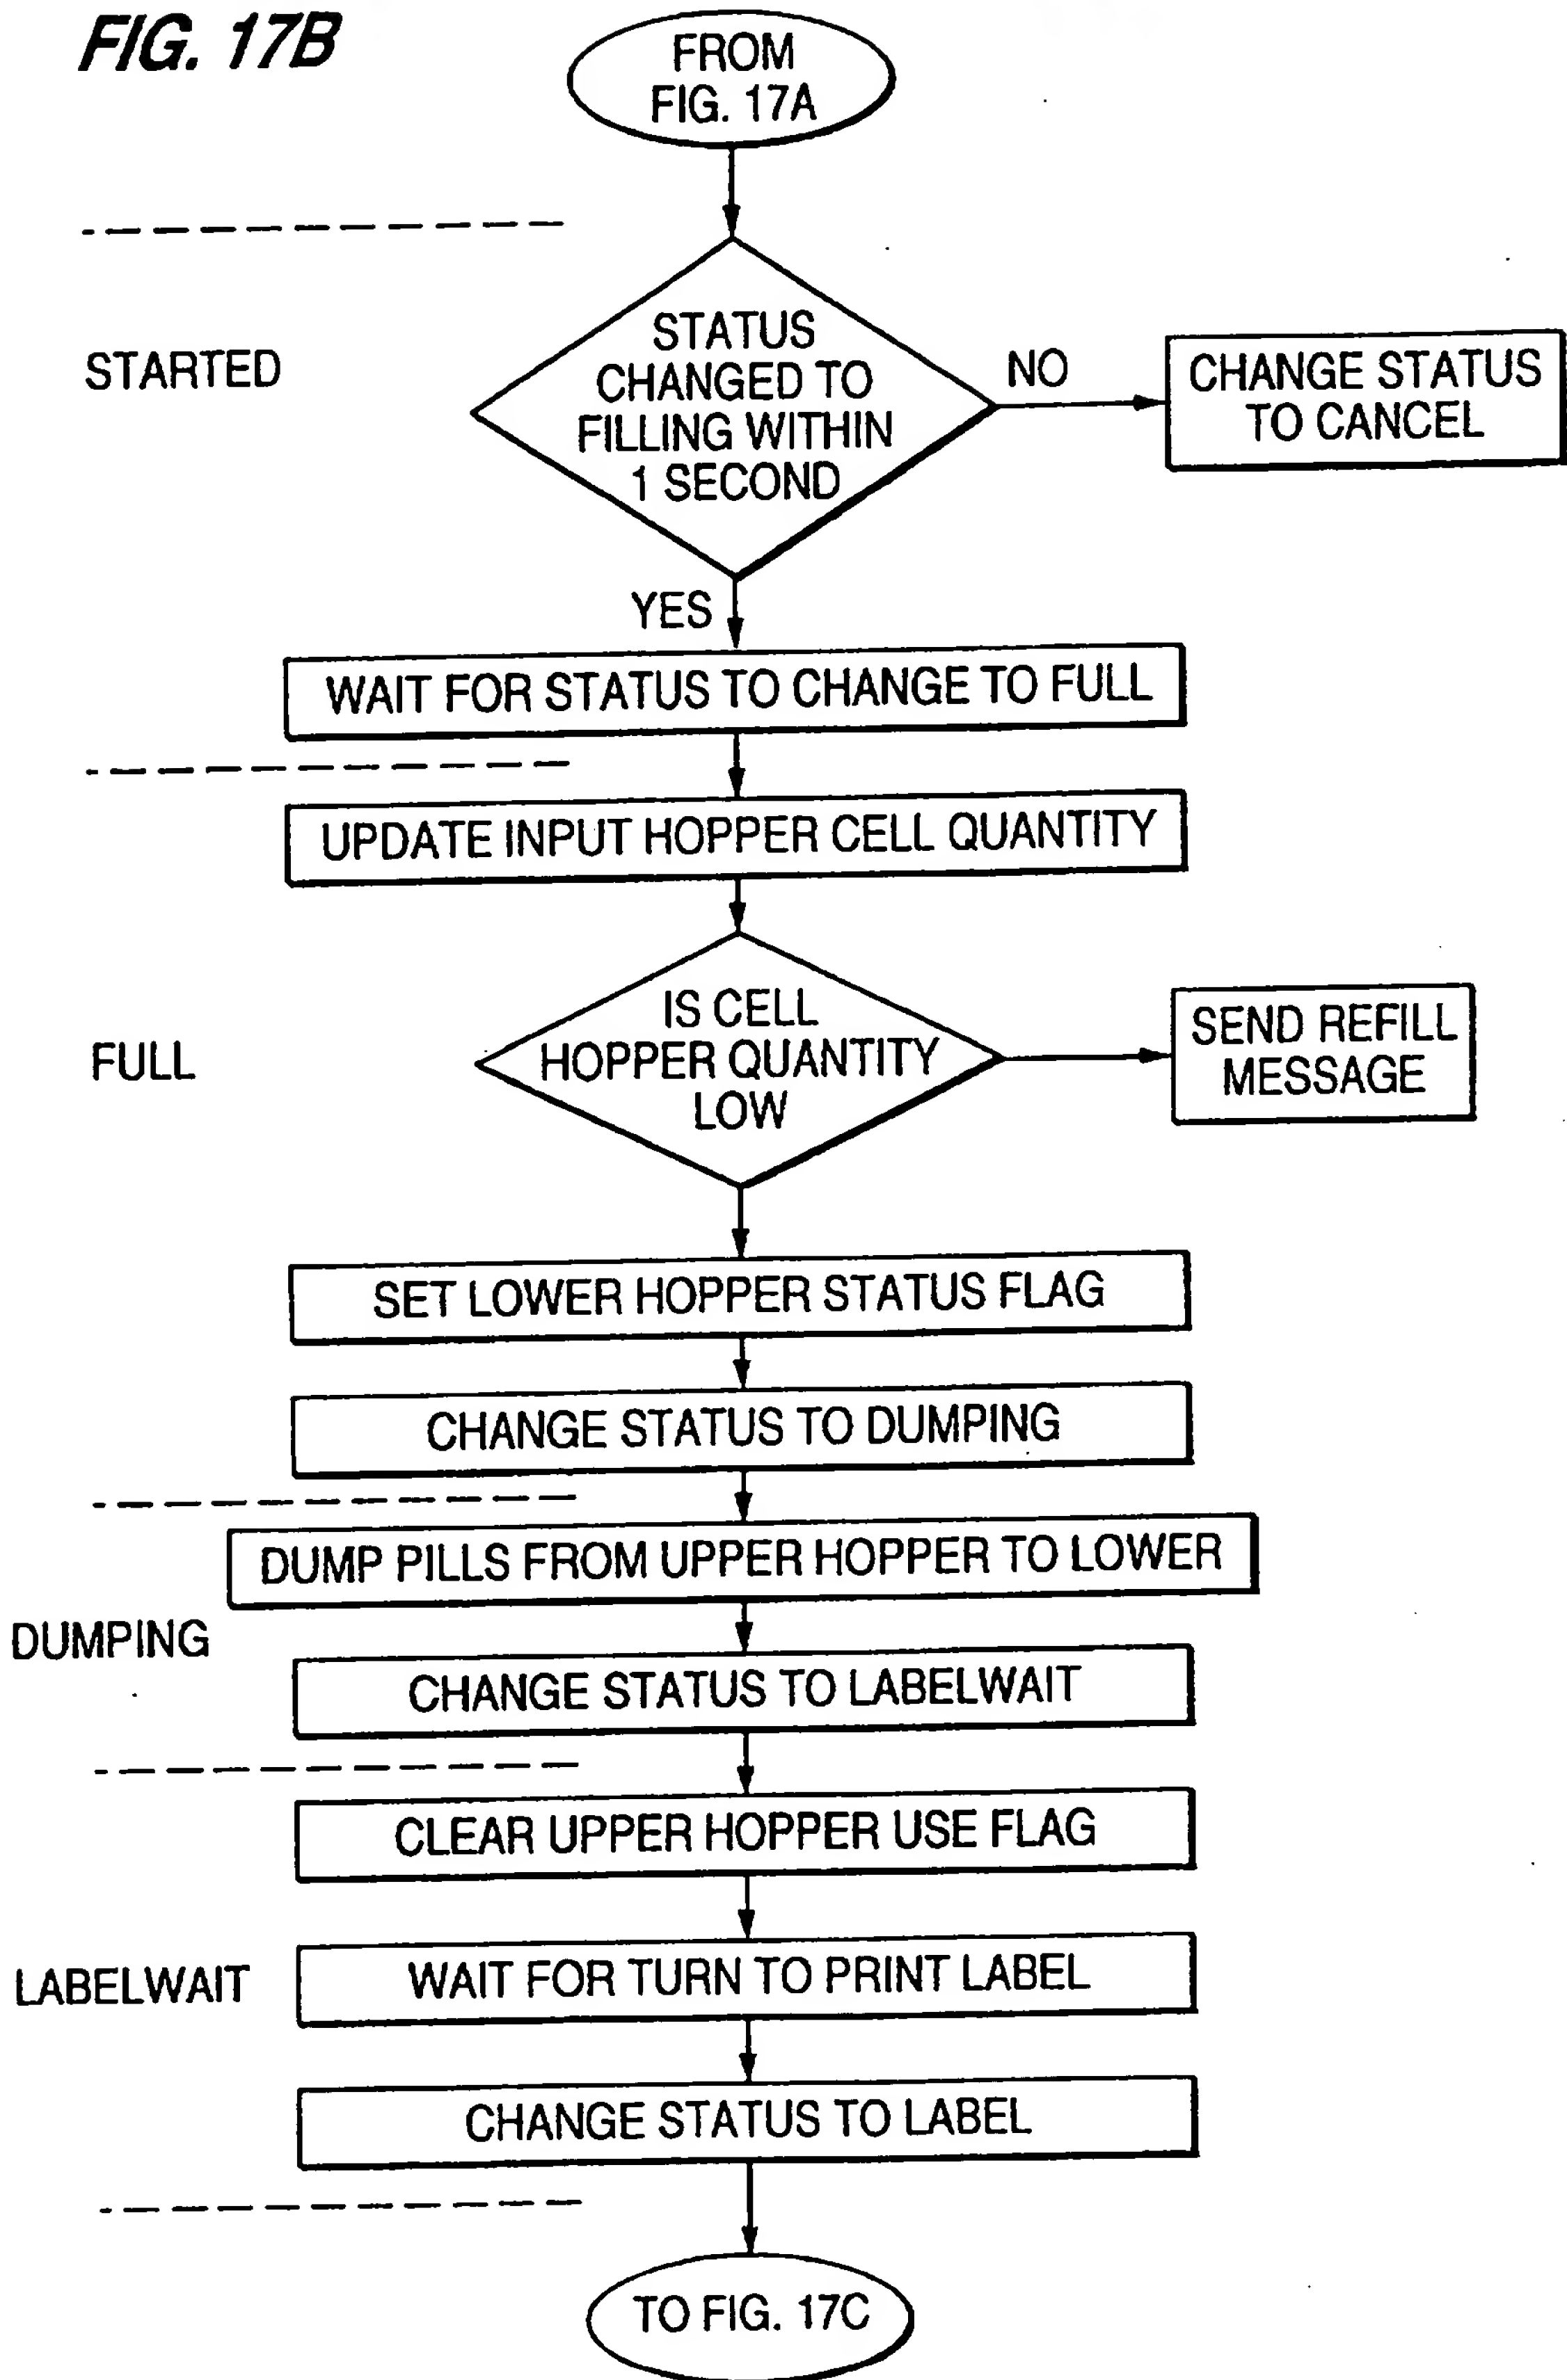 FIG. 17B
FROM
FIG. 17A
STARTED
STATUS
CHANGED TO
FILLING WITHIN
1 SECOND
NO
CHANGE STATUS
TO CANCEL
YES
WAIT FOR STATUS TO CHANGE TO FULL
UPDATE INPUT HOPPER CELL QUANTITY
FULL
IS CELL
HOPPER QUANTITY
LOW
SEND REFILL
MESSAGE
SET LOWER HOPPER STATUS FLAG
CHANGE STATUS TO DUMPING
DUMP PILLS FROM UPPER HOPPER TO LOWER
DUMPING
CHANGE STATUS TO LABELWAIT
CLEAR UPPER HOPPER USE FLAG
LABELWAIT
WAIT FOR TURN TO PRINT LABEL
CHANGE STATUS TO LABEL
TO FIG. 17C